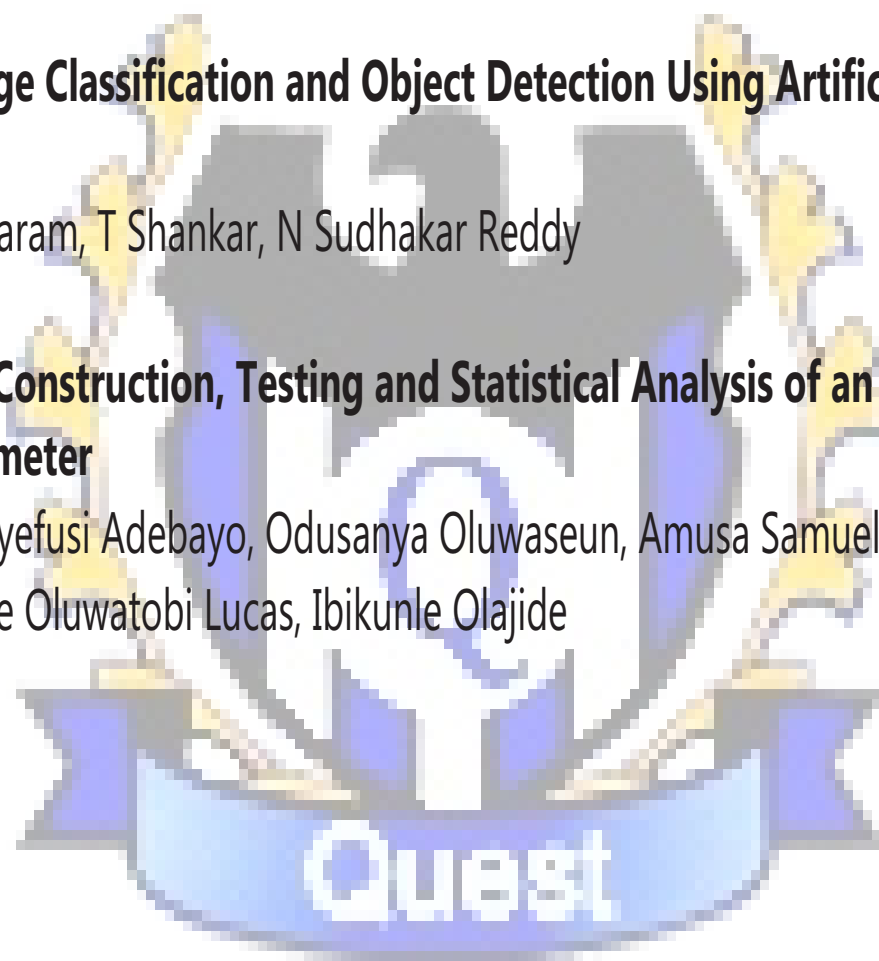 ge Classification and Object Detection Using Artific
aram, T Shankar, N Sudhakar Reddy
Construction, Testing and Statistical Analysis of an
meter
yefusi Adebayo, Odusanya Oluwaseun, Amusa Samuel
e Oluwatobi Lucas, Ibikunle Olajide
Q
Quest